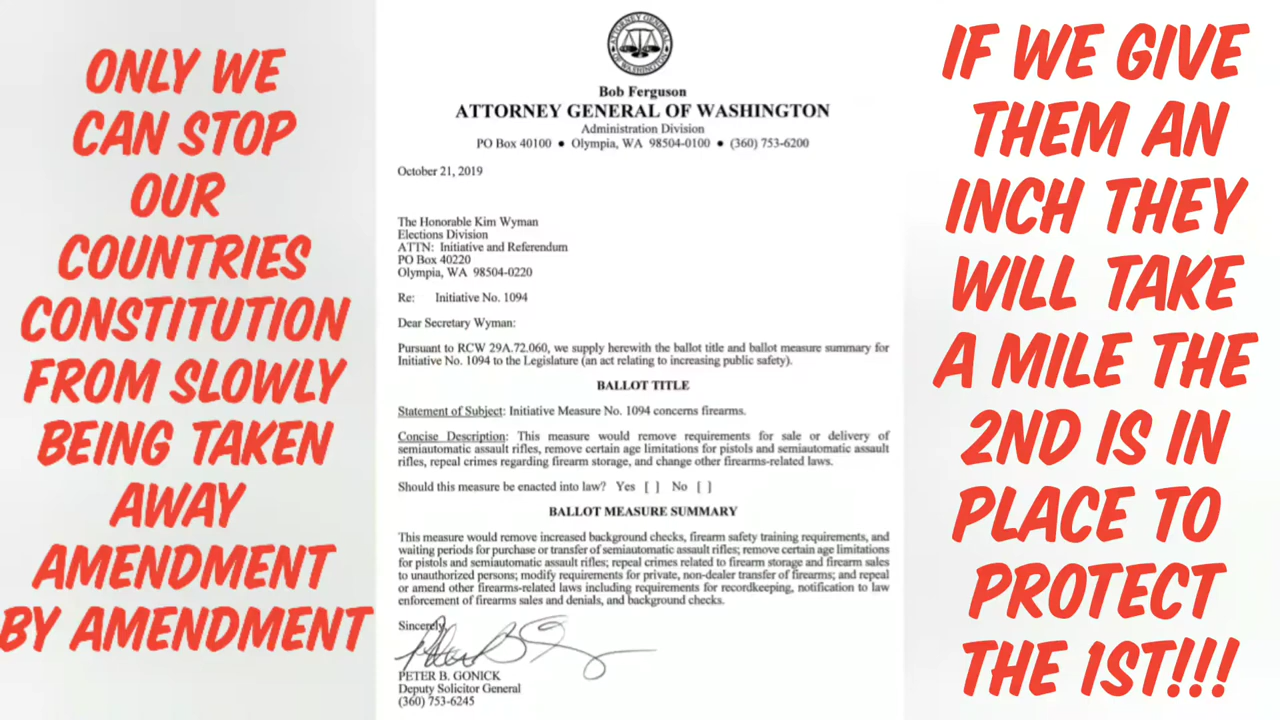 ONLY WE
CAN STOP
OUR
COUNTRIES
CONSTITUTION
FROM SLOWLY
BEING TAKEN
AWAY
AMENDMENT
BY AMENDMENT
ATTORNEY GENERAL
OF WASHINGTON
Bob Ferguson
ATTORNEY GENERAL OF WASHINGTON
Administration Division
PO Box 40100 ● Olympia, WA 98504-0100 ● (360) 753-6200
October 21, 2019
The Honorable Kim Wyman
Elections Division
ATTN: Initiative and Referendum
PO Box 40220
Olympia, WA 98504-0220
Re: Initiative No. 1094
Dear Secretary Wyman:
Pursuant to RCW 29A.72.060, we supply herewith the ballot title and ballot measure summary for
Initiative No. 1094 to the Legislature (an act relating to increasing public safety).
BALLOT TITLE
Statement of Subject: Initiative Measure No. 1094 concerns firearms.
Concise Description: This measure would remove requirements for sale or delivery of
semiautomatic assault rifles, remove certain age limitations for pistols and semiautomatic assault
rifles, repeal crimes regarding firearm storage, and change other firearms-related laws.
Should this measure be enacted into law? Yes [ ] No [ ]
BALLOT MEASURE SUMMARY
This measure would remove increased background checks, firearm safety training requirements, and
waiting periods for purchase or transfer of semiautomatic assault rifles; remove certain age limitations
for pistols and semiautomatic assault rifles; repeal crimes related to firearm storage and firearm sales
to unauthorized persons; modify requirements for private, non-dealer transfer of firearms; and repeal
or amend other firearms-related laws including requirements for recordkeeping, notification to law
enforcement of firearms sales and denials, and background checks.
Sincerely,
PETER B. GONICK
Deputy Solicitor General
(360) 753-6245
IF WE GIVE
THEM AN
INCH THEY
WILL TAKE
A MILE THE
2ND IS IN
PLACE TO
PROTECT
THE 1ST!!!